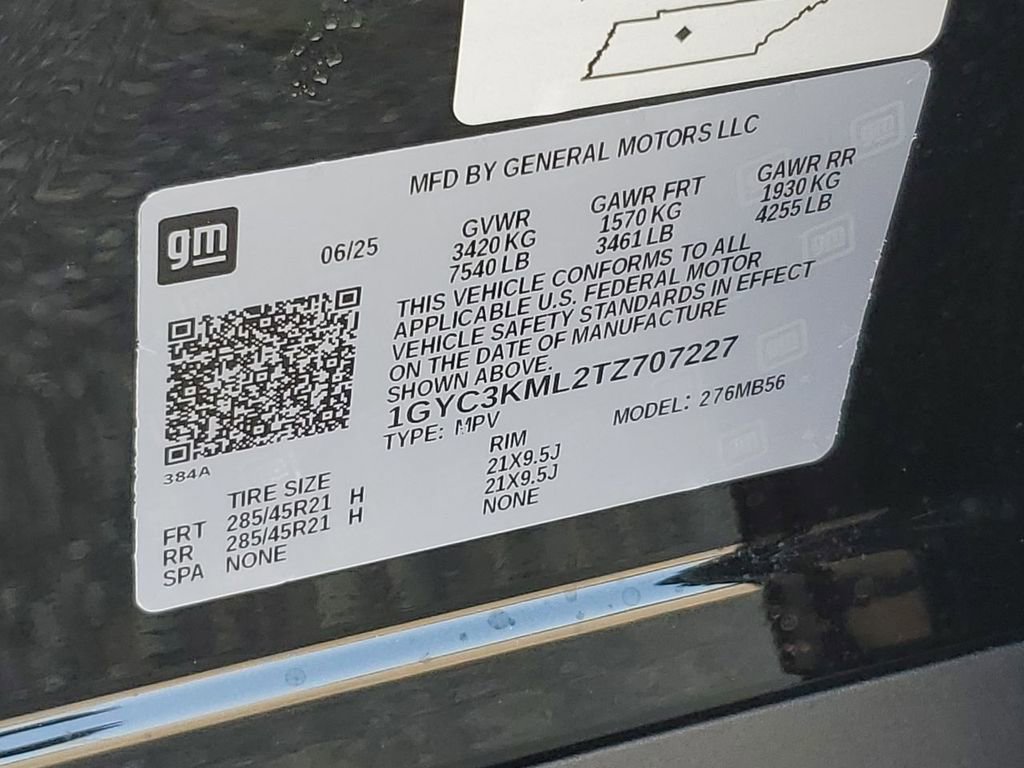 MFD BY GENERAL MOTORS LLC
gm
06/25
GVWR
3420 KG
7540 LB
GAWR FRT
1570 KG
3461 LB
GAWR RR
1930 KG
4255 LB
THIS VEHICLE CONFORMS TO ALL
APPLICABLE U.S. FEDERAL MOTOR
VEHICLE SAFETY STANDARDS IN EFFECT
ON THE DATE OF MANUFACTURE
SHOWN ABOVE.
1GYC3KML2TZ707227
TYPE: MPV
MODEL: 276MB56
384A
TIRE SIZE
RIM
FRT 285/45R21 H 21X9.5J
RR 285/45R21 H 21X9.5J
SPA NONE NONE